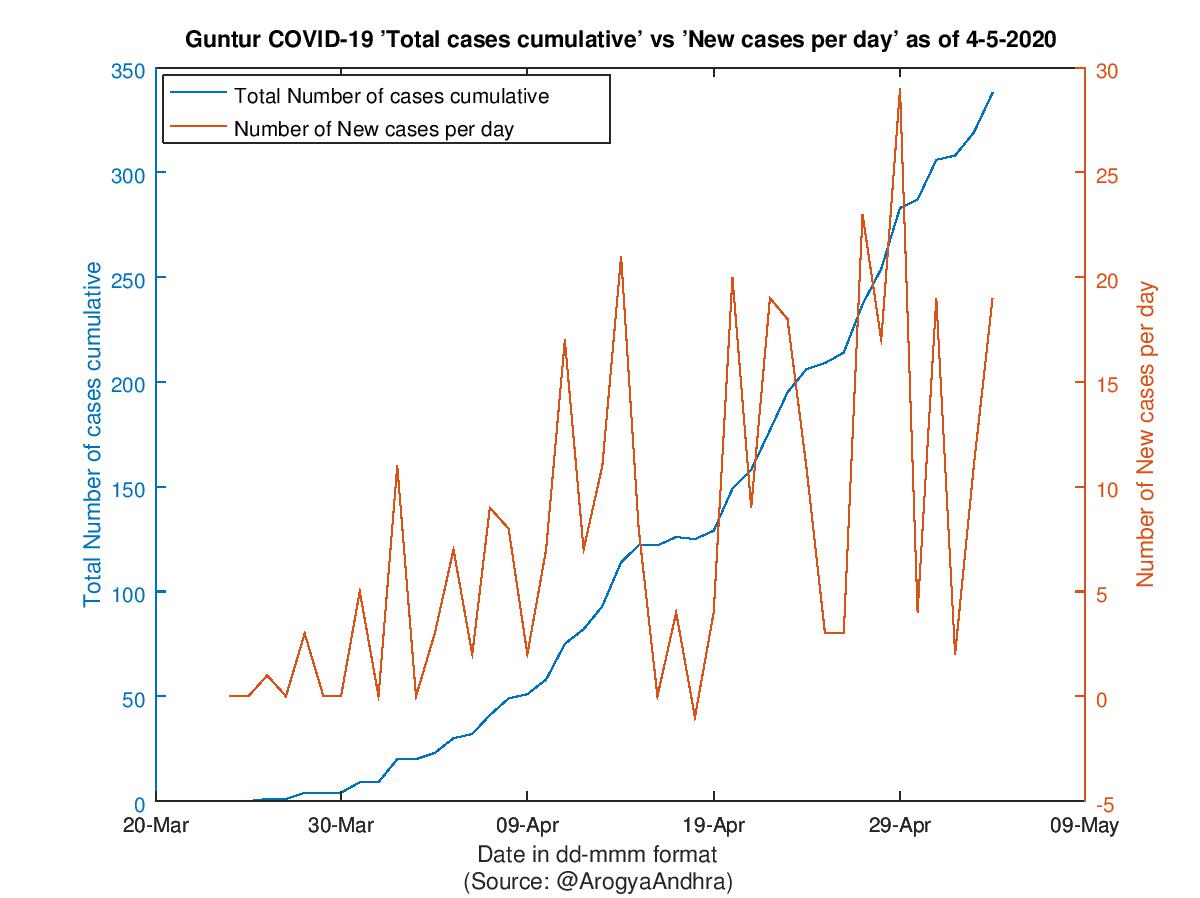 Guntur COVID-19 ’Total cases cumulative’ vs ’New cases per day’ as of 4-5-2020
Total Number of cases cumulative
Number of New cases per day
350
300
250
200
150
100
50
0
Total Number of cases cumulative
30
25
20
15
10
5
0
-5
Number of New cases per day
20-Mar 30-Mar 09-Apr 19-Apr 29-Apr 09-May
Date in dd-mmm format
(Source: @ArogyaAndhra)